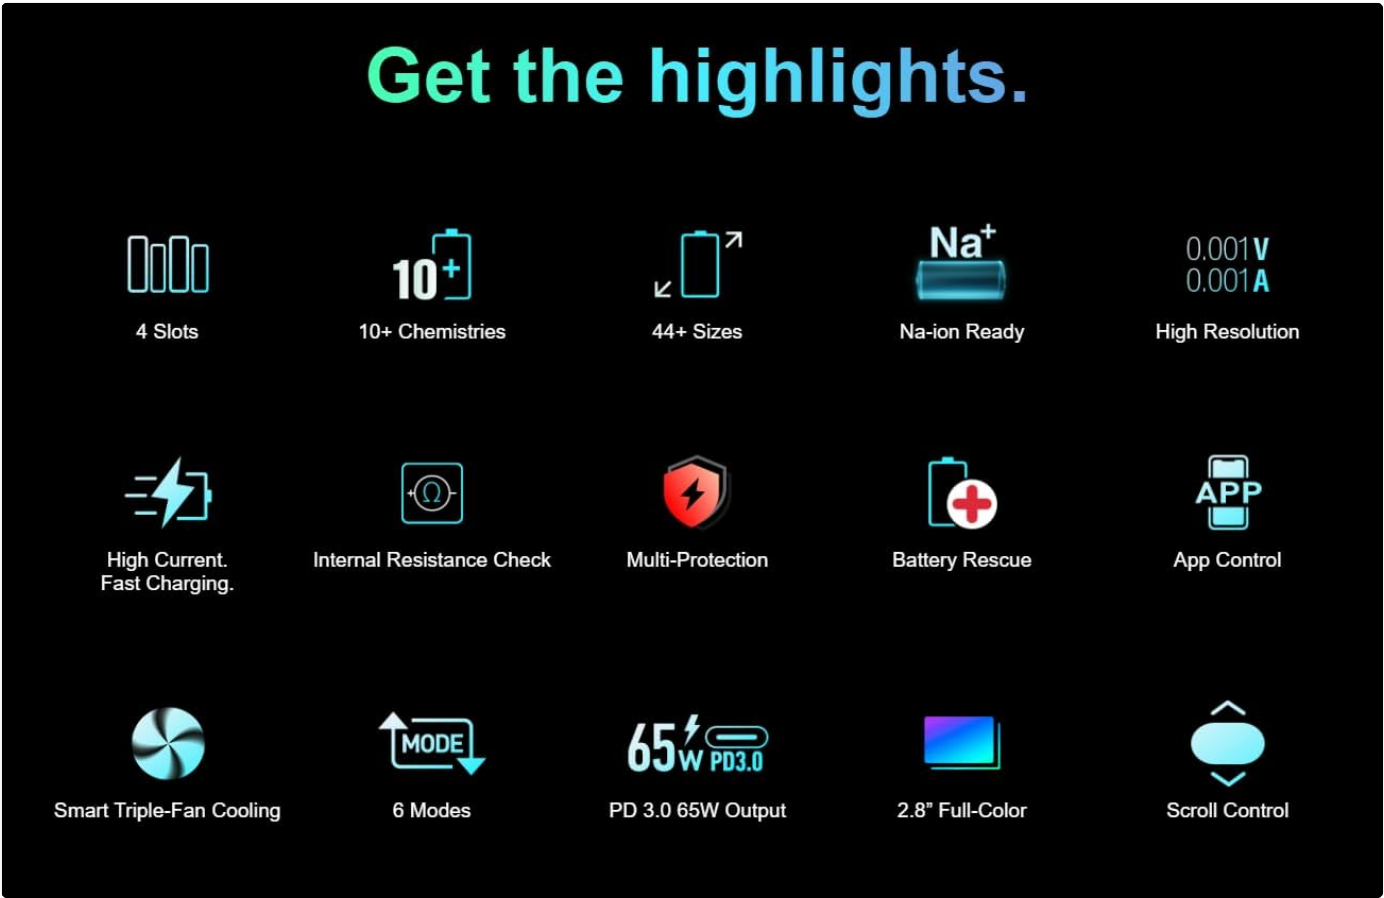 Get the highlights.
10+
Na+
0.001V
0.001A
4 Slots
10+ Chemistries
44+ Sizes
Na-ion Ready
High Resolution
+ Ω -
APP
High Current.
Fast Charging.
Internal Resistance Check
Multi-Protection
Battery Rescue
App Control
MODE
65W PD3.0
Smart Triple-Fan Cooling
6 Modes
PD 3.0 65W Output
2.8” Full-Color
Scroll Control